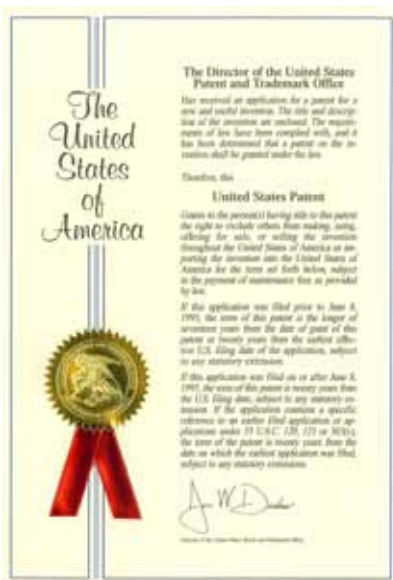 The
United
States
of
America
The Director of the United States
Patent and Trademark Office
Has received an application for a patent for a
new and useful invention. The title and descrip-
tion of the invention are enclosed. The require-
ments of law have been complied with, and it
has been determined that a patent on the in-
vention shall be granted under the law.
Therefore, this
United States Patent
Grants to the person(s) having title to this patent
the right to exclude others from making, using,
offering for sale, or selling the invention
throughout the United States of America or im-
porting the invention into the United States of
America for the term set forth below, subject
to the payment of maintenance fees as provided
by law.
If this application was filed prior to June 8,
1995, the term of this patent is the longer of
seventeen years from the date of grant of this
patent or twenty years from the earliest effec-
tive U.S. filing date of the application, subject
to any statutory extension.
If this application was filed on or after June 8,
1995, the term of this patent is twenty years from
the U.S. filing date, subject to any statutory ex-
tension. If the application contains a specific
reference to an earlier filed application or ap-
plications under 35 U.S.C. 120, 121 or 365(c),
the term of the patent is twenty years from the
date on which the earliest application was filed,
subject to any statutory extensions.
Jon W. Dudas
Director of the United States Patent and Trademark Office